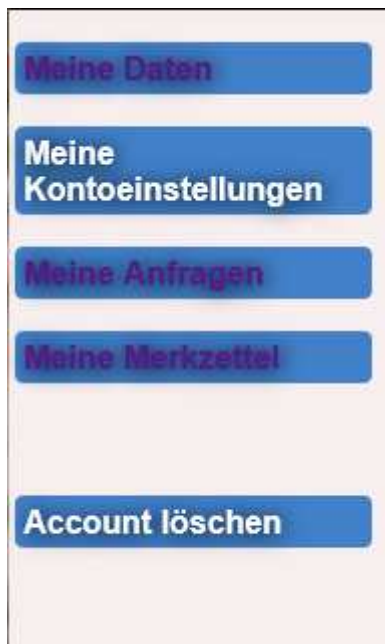 Meine Daten
Meine
Kontoeinstellungen
Meine Anfragen
Meine Merkzettel
Account löschen